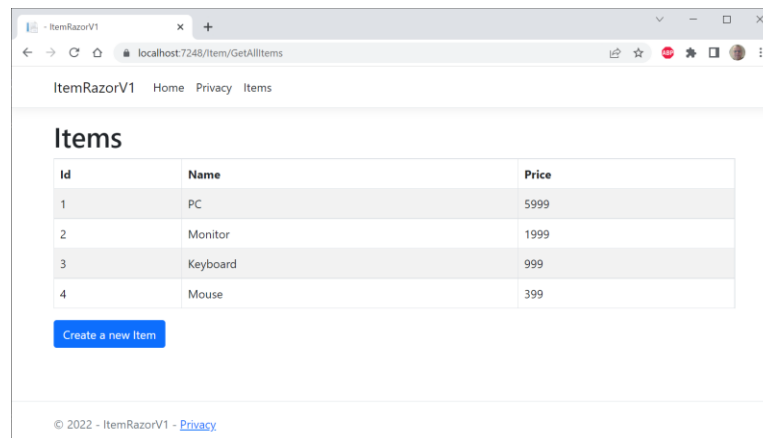 - ItemRazorV1
localhost:7248/Item/GetAllItems
ABP
ItemRazorV1 Home Privacy Items
Items
Id Name Price
1 PC 5999
2 Monitor 1999
3 Keyboard 999
4 Mouse 399
Create a new Item
© 2022 - ItemRazorV1 - Privacy